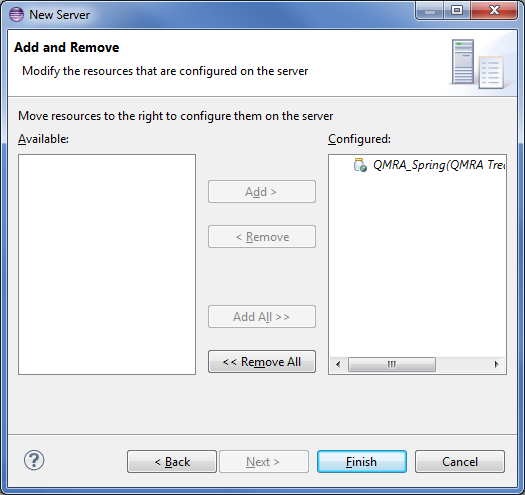 New Server
Add and Remove
Modify the resources that are configured on the server
Move resources to the right to configure them on the server
Available:
Configured:
QMRA_Spring(QMRA Trea
Add >
< Remove
Add All >>
<< Remove All
?
< Back
Next >
Finish
Cancel